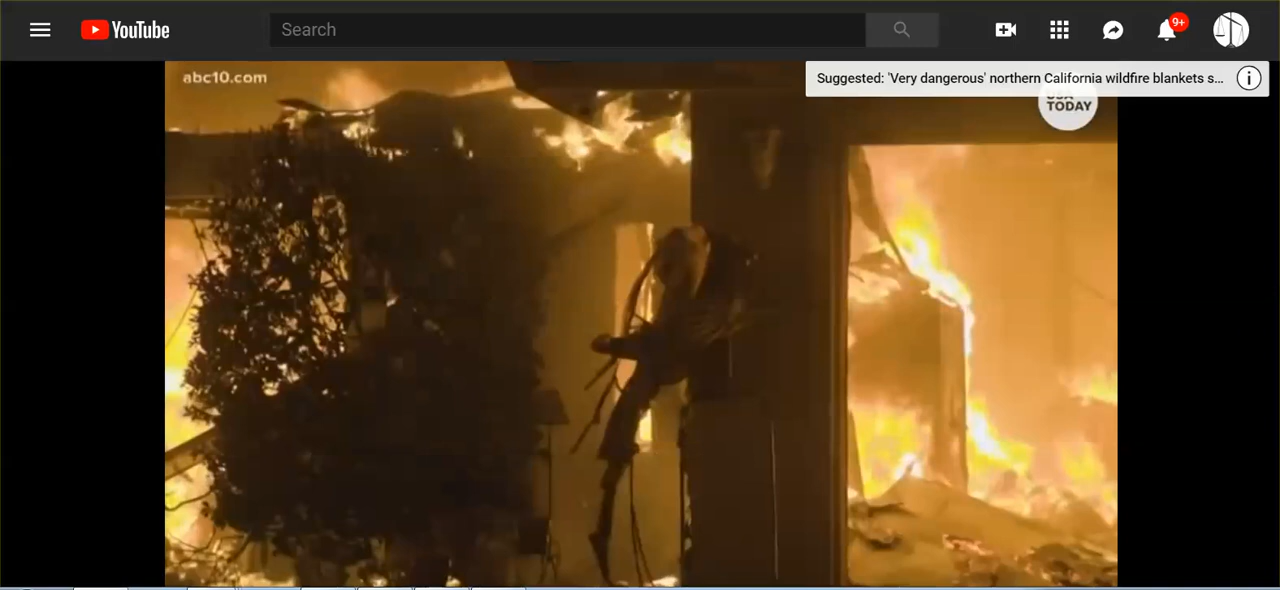 YouTube
Search
9+
abc10.com
Suggested: 'Very dangerous' northern California wildfire blankets s...
USA
TODAY